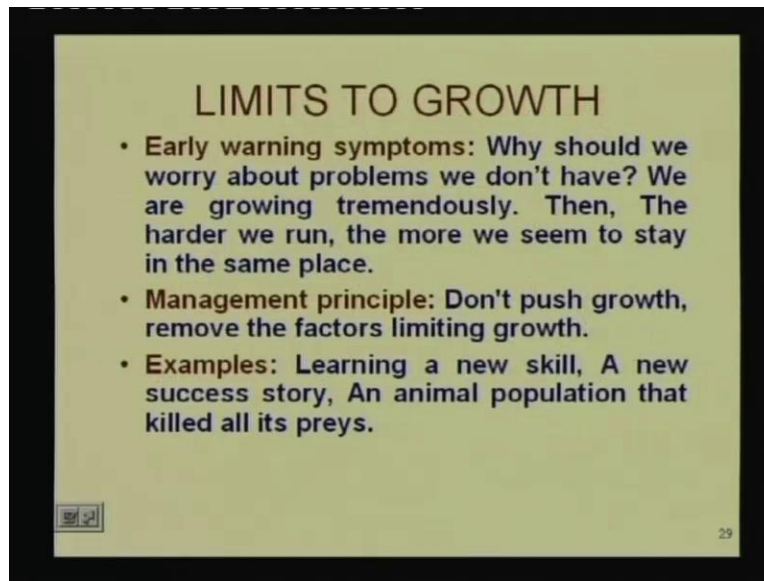 LIMITS TO GROWTH
• Early warning symptoms: Why should we
worry about problems we don't have? We
are growing tremendously. Then, The
harder we run, the more we seem to stay
in the same place.
• Management principle: Don't push growth,
remove the factors limiting growth.
• Examples: Learning a new skill, A new
success story, An animal population that
killed all its preys.
29